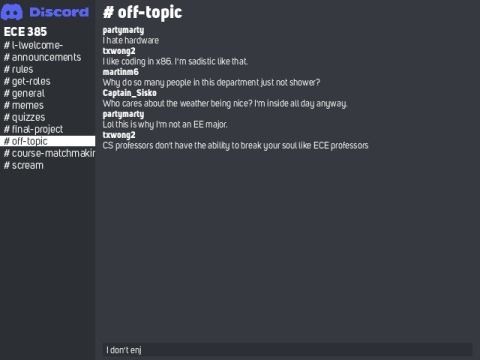 Discord
ECE 385
# l-lwelcome-
# announcements
# rules
# get-roles
# general
# memes
# quizzes
# final-project
# off-topic
# course-matchmakin
# scream
# off-topic
partymarty
I hate hardware
txwong2
I like coding in x86. I'm sadistic like that.
martinm6
Why do so many people in this department just not shower?
Captain_Sisko
Who cares about the weather being nice? I'm inside all day anyway.
partymarty
Lol this is why I'm not an EE major.
txwong2
CS professors don't have the ability to break your soul like ECE professors
I don't enj